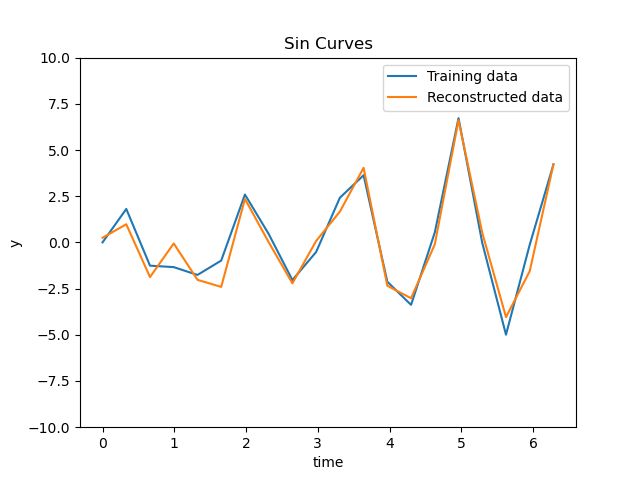 Sin Curves
Training data
Reconstructed data
10.0
7.5
5.0
2.5
0.0
−2.5
−5.0
−7.5
−10.0
y
0 1 2 3 4 5 6
time